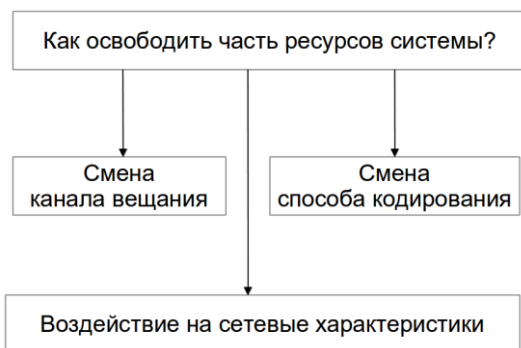 Как освободить часть ресурсов системы?
Смена
канала вещания
Смена
способа кодирования
Воздействие на сетевые характеристики